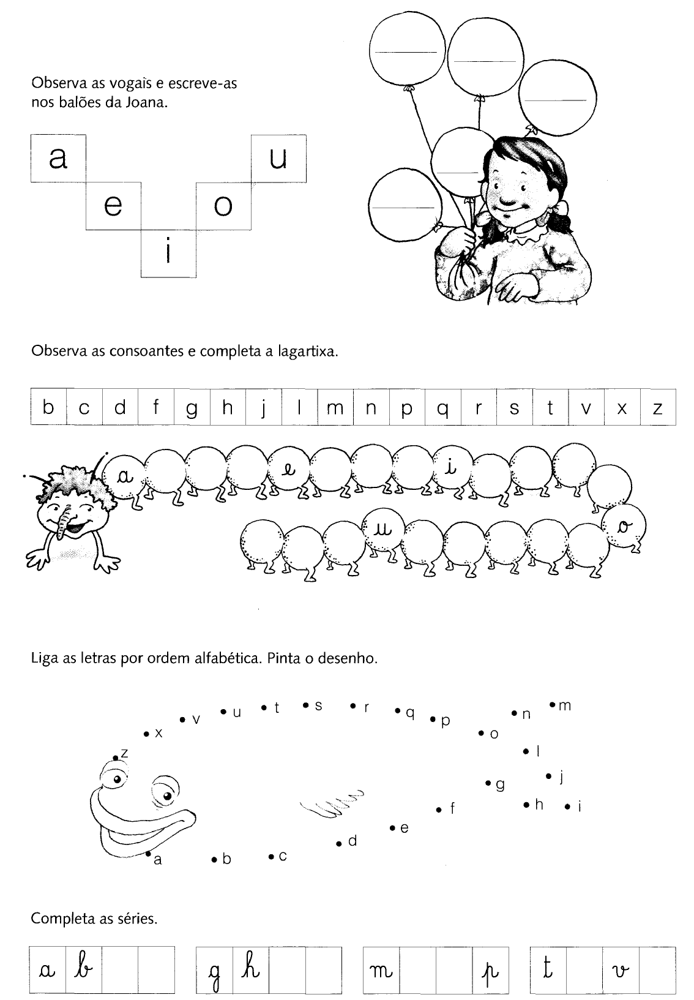 Observa as vogais e escreve-as
nos balões da Joana.
a u
e o
i
Observa as consoantes e completa a lagartixa.
b c d f g h j l m n p q r s t v x z
a e i
o
u
Liga as letras por ordem alfabética. Pinta o desenho.
z x v u t s r q p o n m
l
j
i
h
g
f
e
d
a b c
Completa as séries.
a b g h m p t v